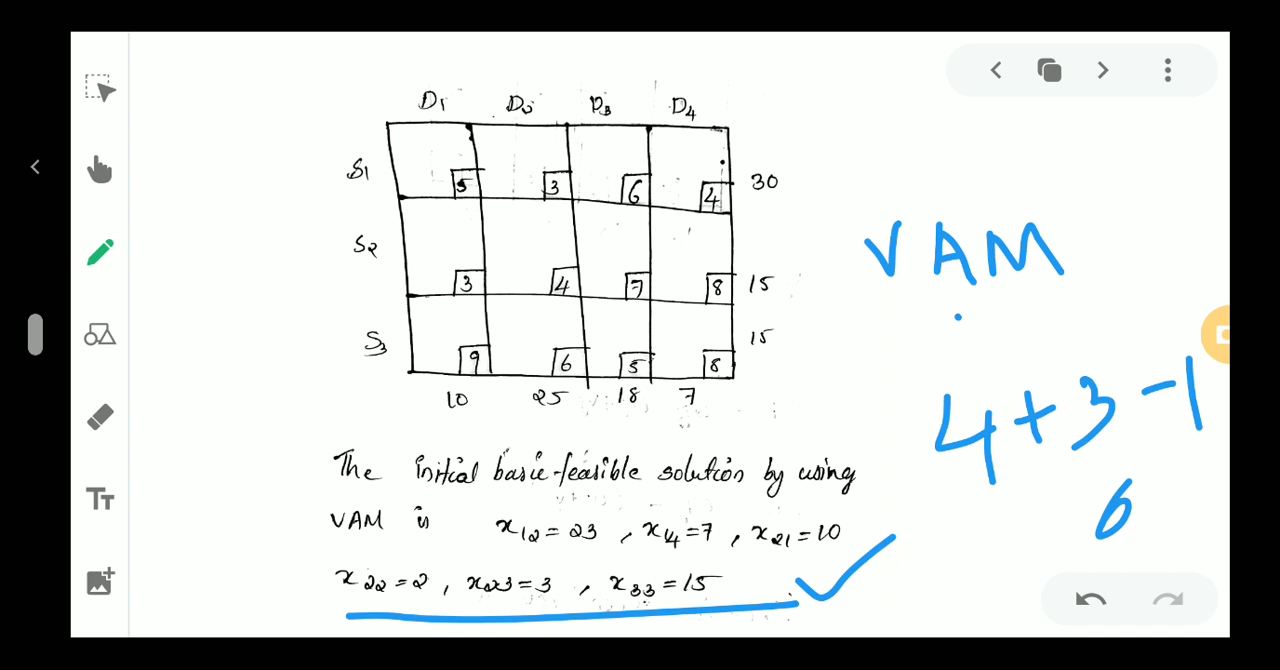 D1 D2 D3 D4
S1 5 3 6 4 30
S2 3 4 7 8 15
S3 9 6 5 8 15
10 25 18 7
VAM
4+3-1
6
The initial basic feasible solution by using
VAM is x12=23, x14=7, x21=10
x22=2, x23=3, x33=15
Tт